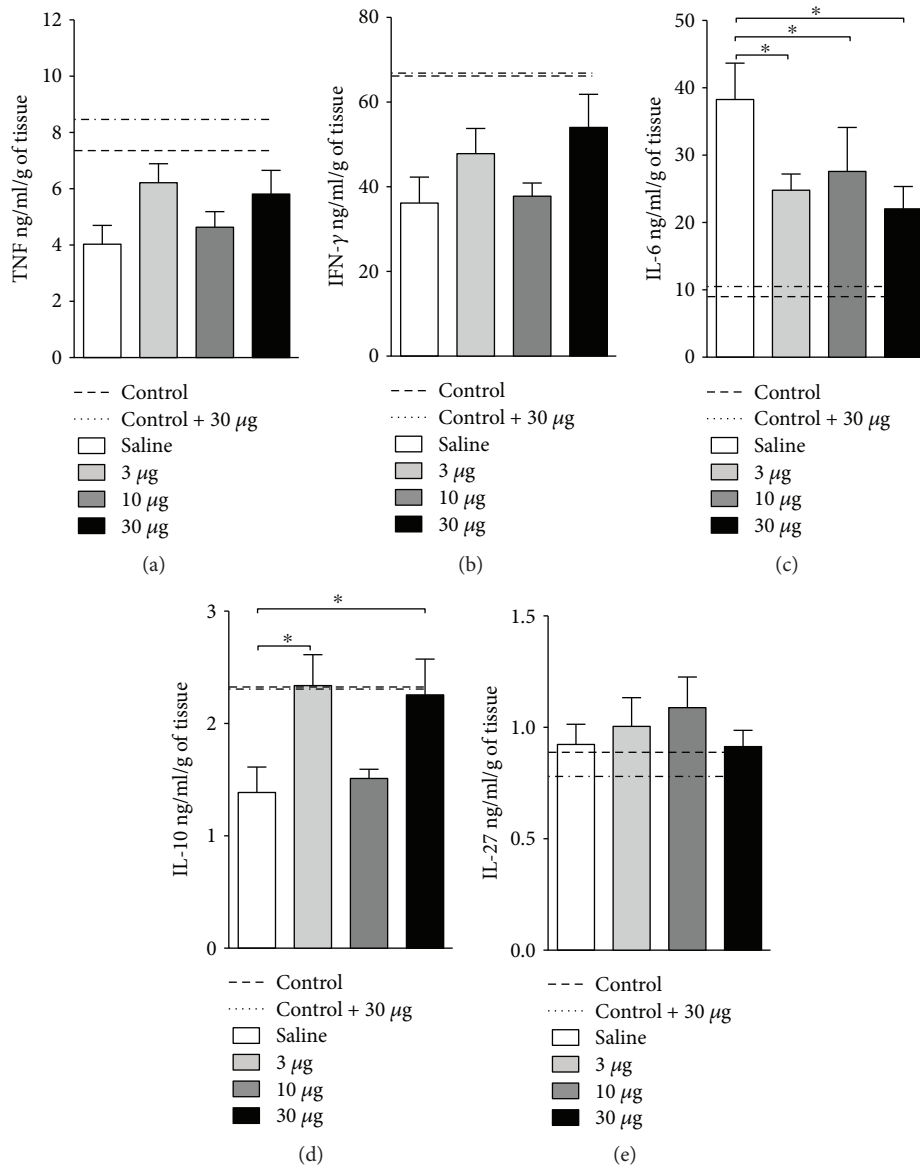 12
10
8
6
4
2
0
TNF ng/ml/g of tissue
Control
Control + 30 μg
Saline
3 μg
10 μg
30 μg
(a)
80
60
40
20
0
IFN-γ ng/ml/g of tissue
Control
Control + 30 μg
Saline
3 μg
10 μg
30 μg
(b)
50
40
30
20
10
0
IL-6 ng/ml/g of tissue
*
*
*
Control
Control + 30 μg
Saline
3 μg
10 μg
30 μg
(c)
3
2
1
0
IL-10 ng/ml/g of tissue
*
*
Control
Control + 30 μg
Saline
3 μg
10 μg
30 μg
(d)
1.5
1.0
0.5
0.0
IL-27 ng/ml/g of tissue
Control
Control + 30 μg
Saline
3 μg
10 μg
30 μg
(e)